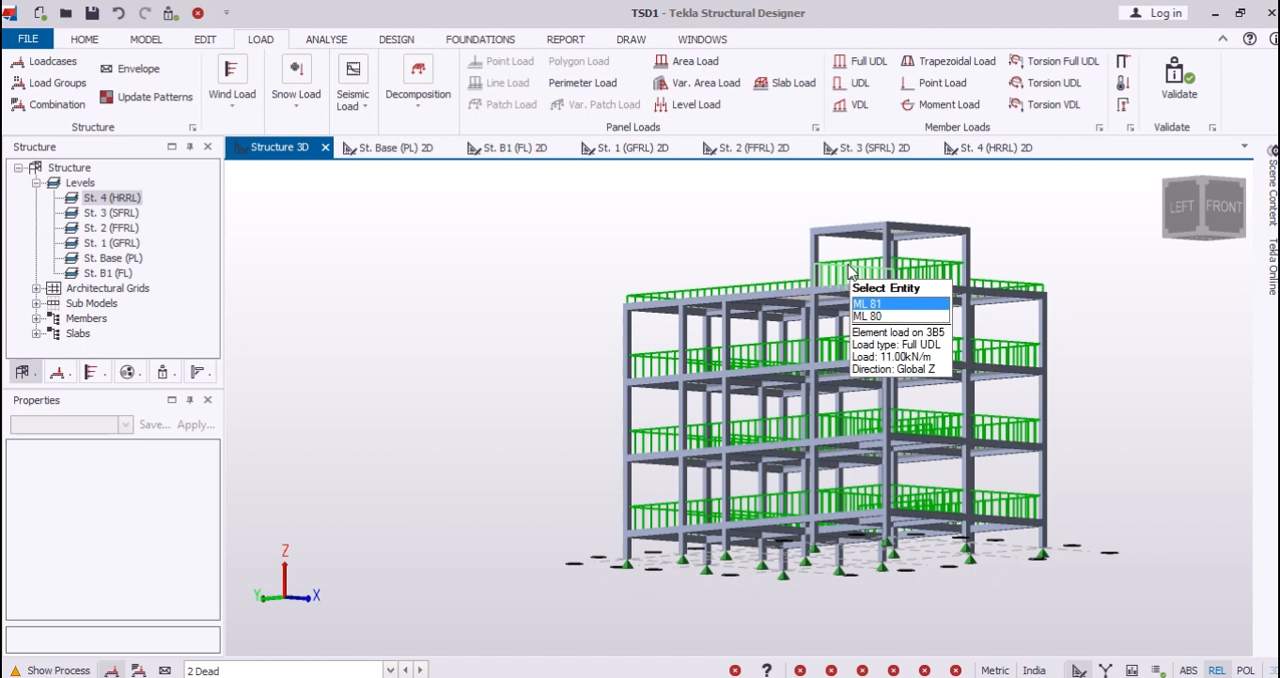 TSD1 - Tekla Structural Designer
Log in
FILE HOME MODEL EDIT LOAD ANALYSE DESIGN FOUNDATIONS REPORT DRAW WINDOWS
Loadcases
Load Groups
Combination
Envelope
Update Patterns
Structure
Wind Load
Snow Load
Seismic Load
Decomposition
Point Load
Line Load
Patch Load
Polygon Load
Perimeter Load
Var. Patch Load
Area Load
Var. Area Load
Level Load
Slab Load
Panel Loads
Full UDL
UDL
VDL
Trapezoidal Load
Point Load
Moment Load
Torsion Full UDL
Torsion UDL
Torsion VDL
Member Loads
Validate
Validate
Structure
Structure 3D
St. Base (PL) 2D
St. B1 (FL) 2D
St. 1 (GFRL) 2D
St. 2 (FFRL) 2D
St. 3 (SFRL) 2D
St. 4 (HRRL) 2D
Structure
Levels
St. 4 (HRRL)
St. 3 (SFRL)
St. 2 (FFRL)
St. 1 (GFRL)
St. Base (PL)
St. B1 (FL)
Architectural Grids
Sub Models
Members
Slabs
Properties
Save... Apply...
LEFT
FRONT
Scene Content
Tekla Online
Select Entity
ML 81
ML 80
Element load on 3B5
Load type: Full UDL
Load: 11.00kN/m
Direction: Global Z
Z
Y
X
Show Process
2 Dead
Metric
India
ABS
REL
POL